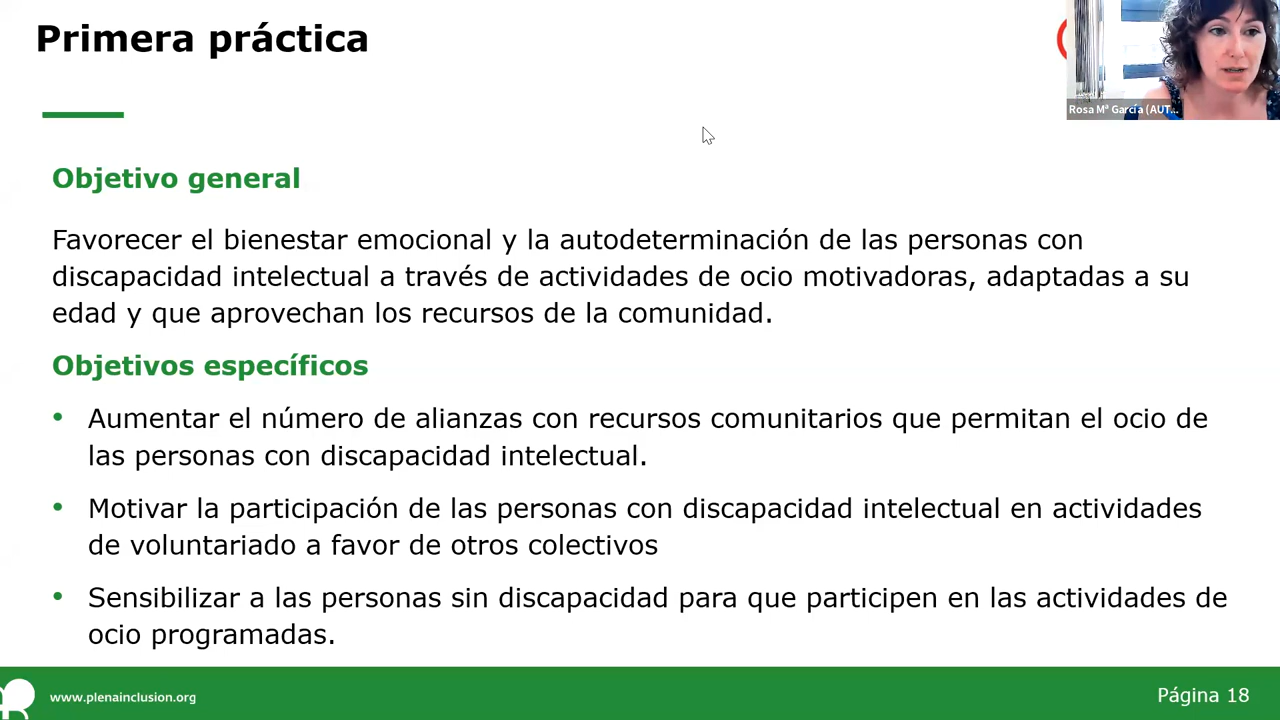 Primera práctica
Rosa Mª García (AUT...
Objetivo general
Favorecer el bienestar emocional y la autodeterminación de las personas con
discapacidad intelectual a través de actividades de ocio motivadoras, adaptadas a su
edad y que aprovechan los recursos de la comunidad.
Objetivos específicos
• Aumentar el número de alianzas con recursos comunitarios que permitan el ocio de
las personas con discapacidad intelectual.
• Motivar la participación de las personas con discapacidad intelectual en actividades
de voluntariado a favor de otros colectivos
• Sensibilizar a las personas sin discapacidad para que participen en las actividades de
ocio programadas.
www.plenainclusion.org
Página 18